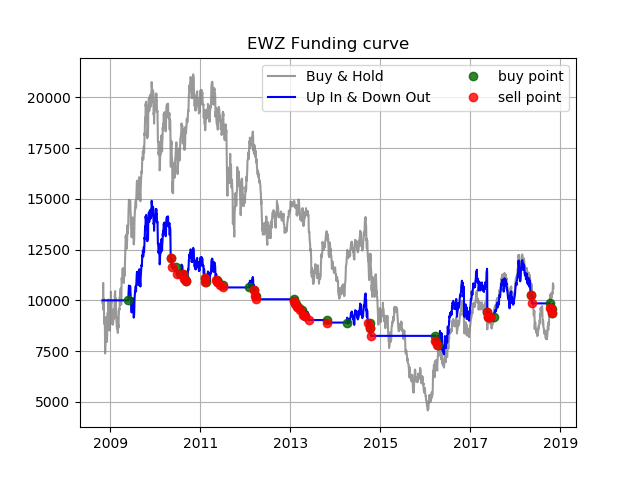 EWZ Funding curve
Buy & Hold
Up In & Down Out
buy point
sell point
20000
17500
15000
12500
10000
7500
5000
2009 2011 2013 2015 2017 2019